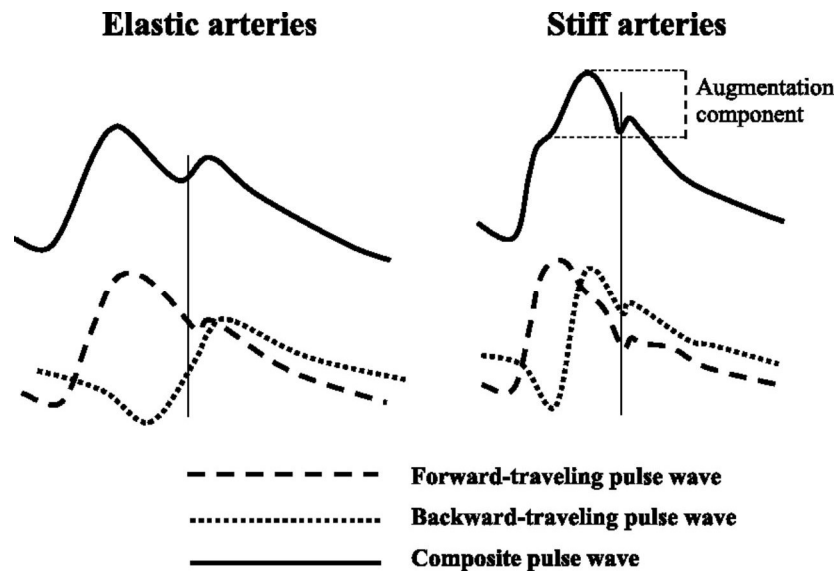 Elastic arteries
Stiff arteries
Augmentation
component
Forward-traveling pulse wave
Backward-traveling pulse wave
Composite pulse wave